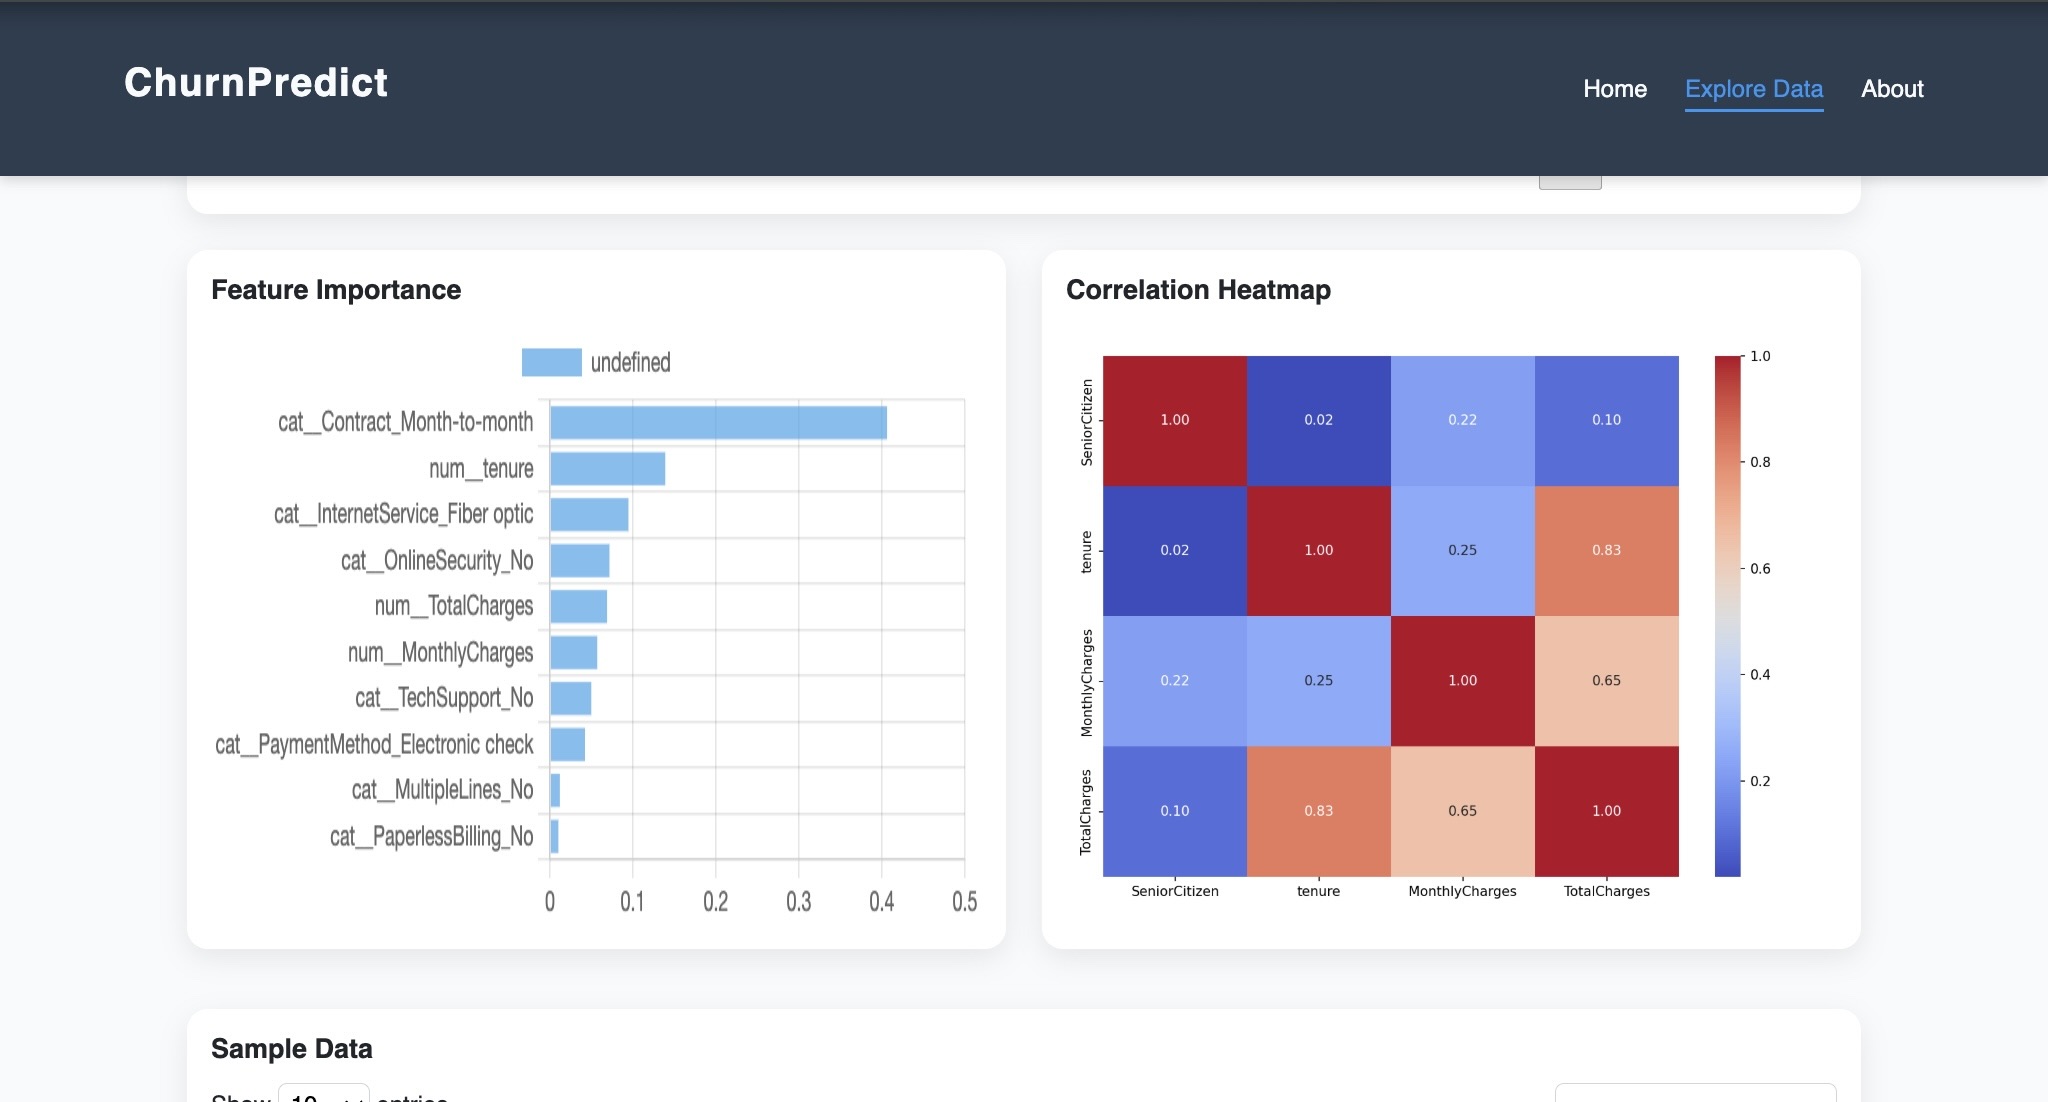 ChurnPredict
Home Explore Data About
Feature Importance
undefined
cat__Contract_Month-to-month
num__tenure
cat__InternetService_Fiber optic
cat__OnlineSecurity_No
num__TotalCharges
num__MonthlyCharges
cat__TechSupport_No
cat__PaymentMethod_Electronic check
cat__MultipleLines_No
cat__PaperlessBilling_No
0 0.1 0.2 0.3 0.4 0.5
Correlation Heatmap
SeniorCitizen 1.00 0.02 0.22 0.10
tenure 0.02 1.00 0.25 0.83
MonthlyCharges 0.22 0.25 1.00 0.65
TotalCharges 0.10 0.83 0.65 1.00
SeniorCitizen tenure MonthlyCharges TotalCharges
1.0
0.8
0.6
0.4
0.2
Sample Data
Show 10 entries